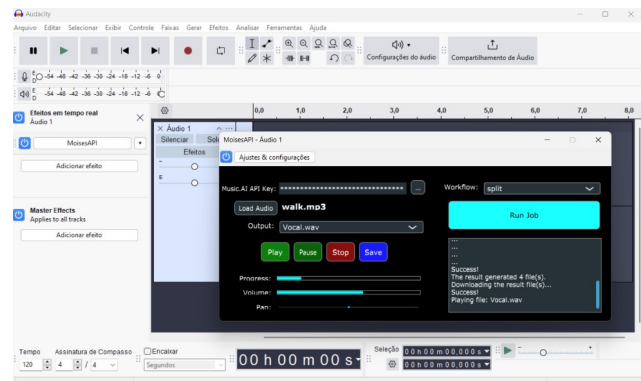 Audacity
Arquivo Editar Selecionar Exibir Controle Faixas Gerar Efeitos Analisar Ferramentas Ajuda
Configurações do áudio
Compartilhamento de Áudio
-54 -48 -42 -36 -30 -24 -18 -12 -6 0
-54 -48 -42 -36 -30 -24 -18 -12 -6
0,0 1,0 2,0 3,0 4,0 5,0 6,0 7,0 8,0
Efeitos em tempo real
Áudio 1
MoisesAPI
Adicionar efeito
Master Effects
Applies to all tracks
Adicionar efeito
Áudio 1
Silenciar
Efeitos
MoisesAPI - Áudio 1
Ajustes & configurações
Music.AI API Key: ********************************
...
Workflow: split
Load Audio walk.mp3
Run Job
Output: Vocal.wav
Play Pause Stop Save
...
...
...
Success!
The result generated 4 file(s).
Downloading the result file(s)...
Success!
Playing file: Vocal.wav
Progress:
Volume:
Pan:
Tempo
120
Assinatura de Compasso
4 / 4
Encaixar
Segundos
00 h 00 m 00 s
Seleção
00 h 00 m 00,000 s
00 h 00 m 00,000 s